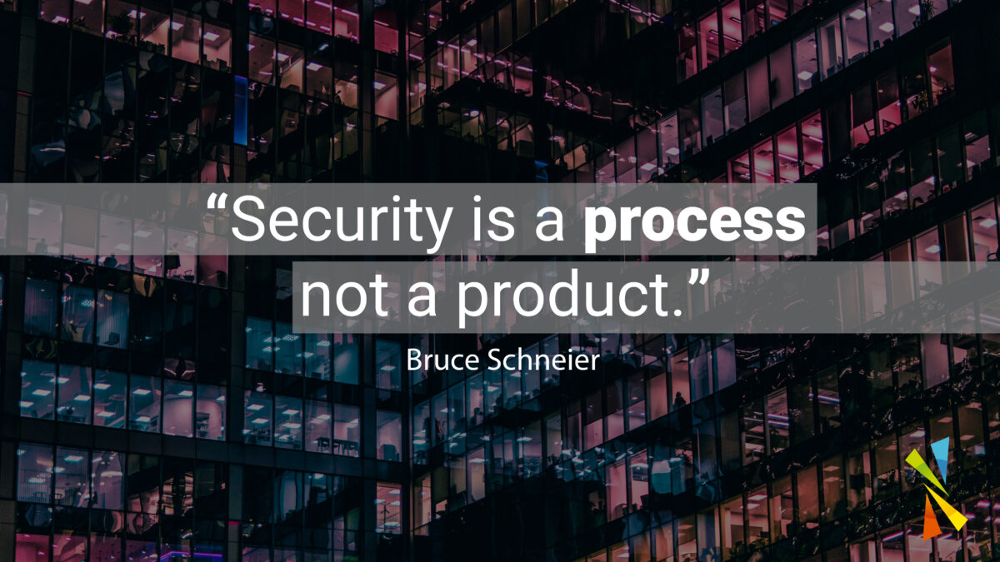 “Security is a process
not a product.”
Bruce Schneier